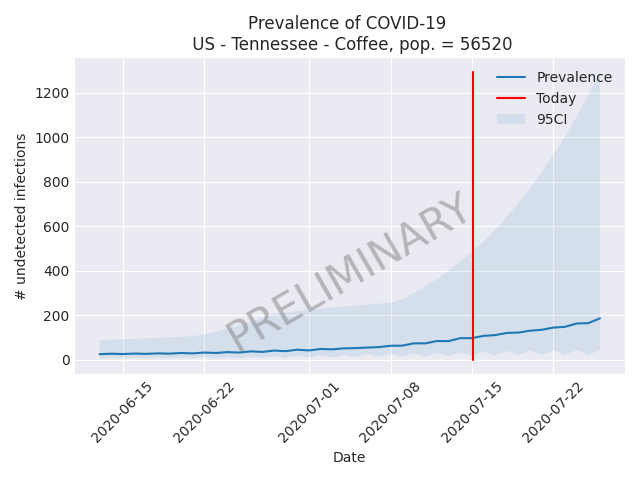 Prevalence of COVID-19
US - Tennessee - Coffee, pop. = 56520
Prevalence
Today
95CI
1200
1000
800
600
400
200
0
# undetected infections
PRELIMINARY
2020-06-15
2020-06-22
2020-07-01
2020-07-08
2020-07-15
2020-07-22
Date